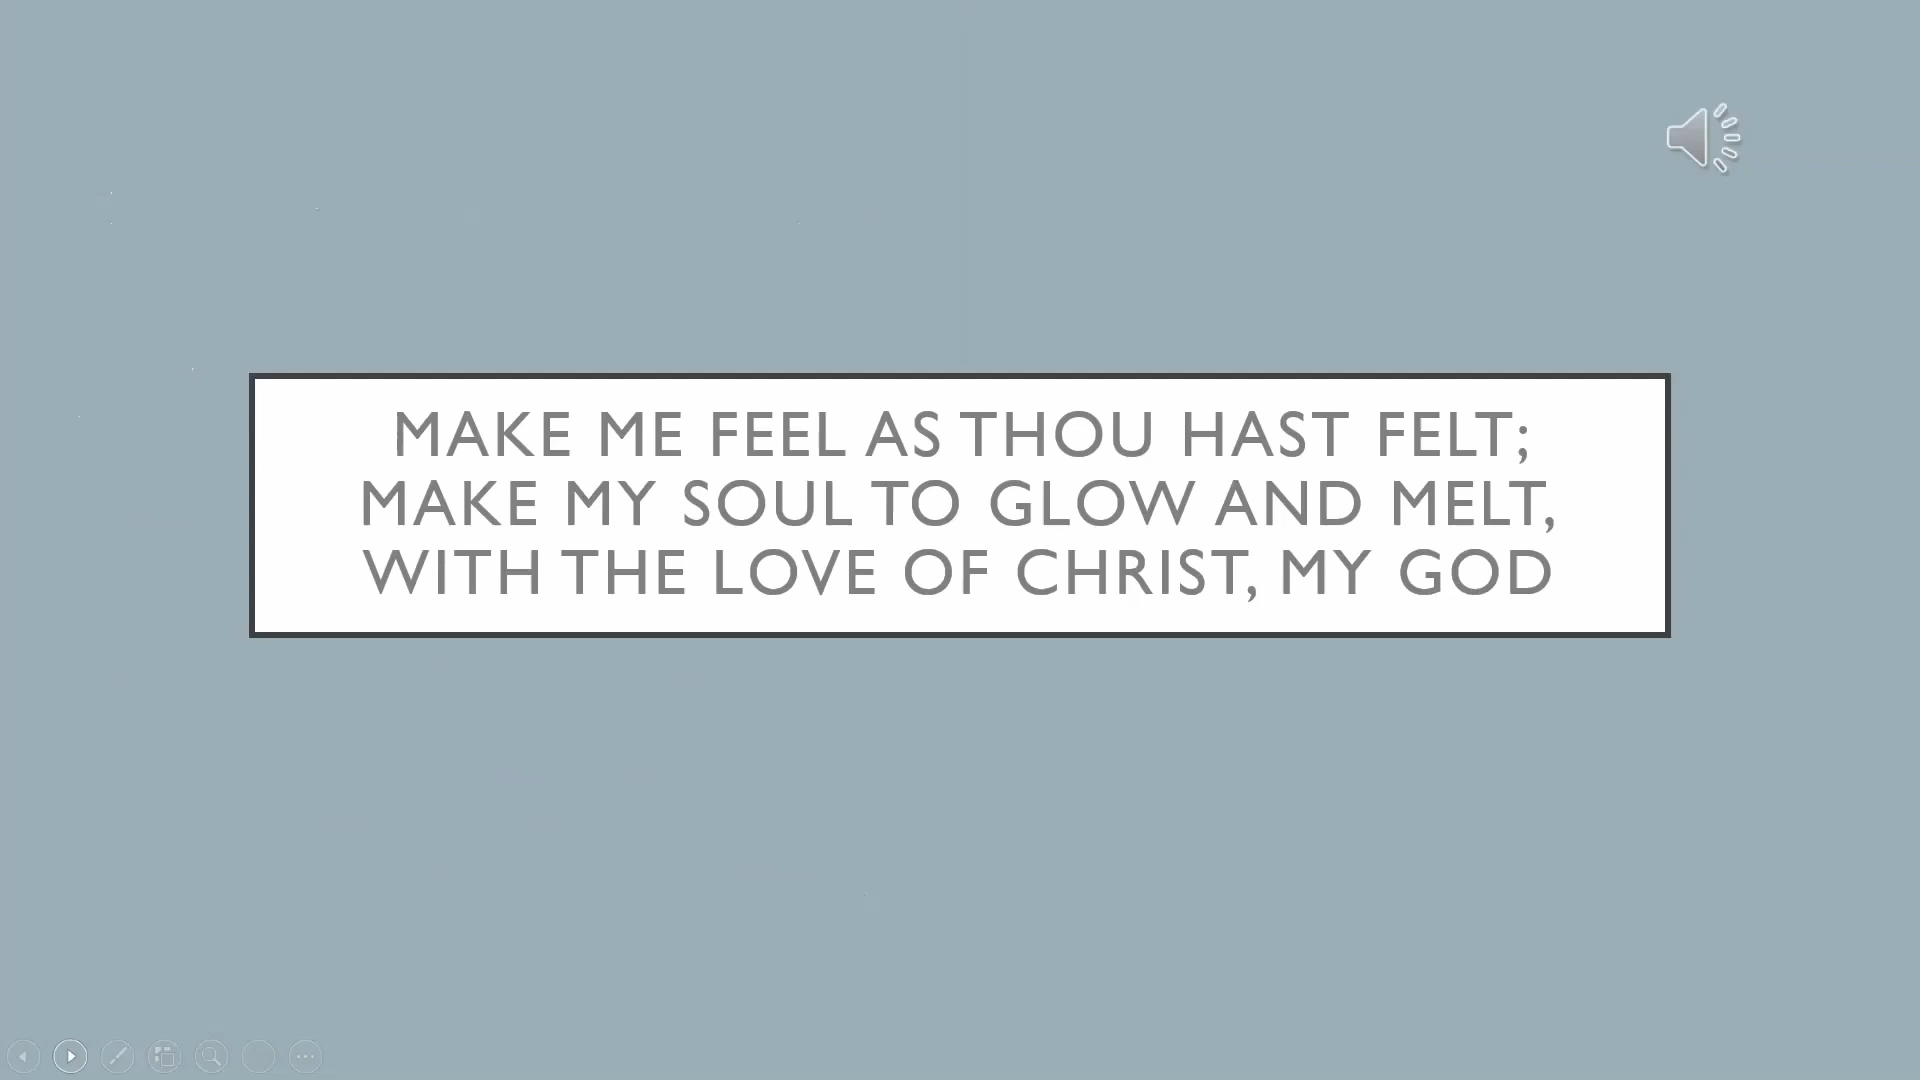 MAKE ME FEEL AS THOU HAST FELT;
MAKE MY SOUL TO GLOW AND MELT,
WITH THE LOVE OF CHRIST, MY GOD